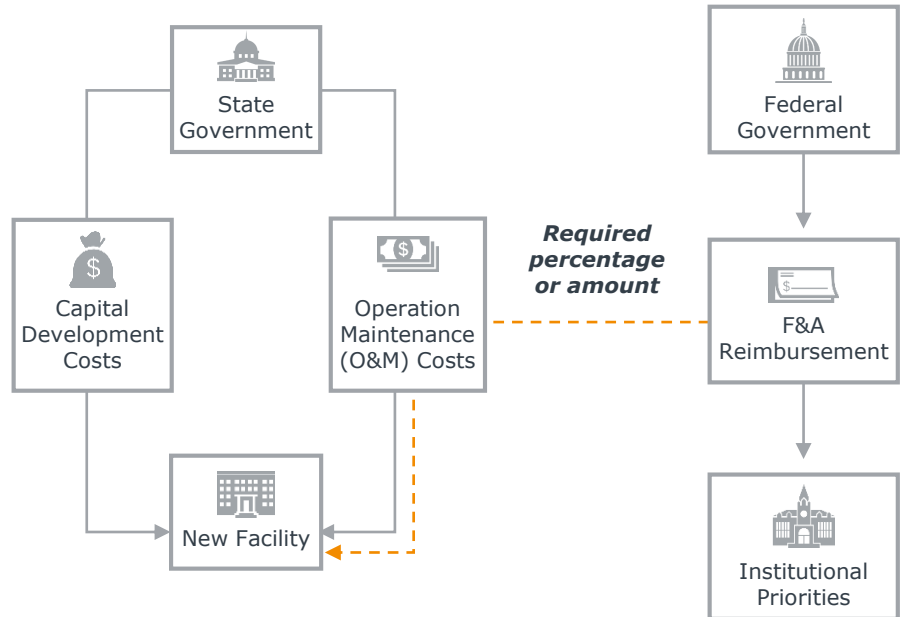 State
Government
Federal
Government
Capital
Development
Costs
$
Operation
Maintenance
(O&M) Costs
$
Required
percentage
or amount
F&A
Reimbursement
$
New Facility
Institutional
Priorities